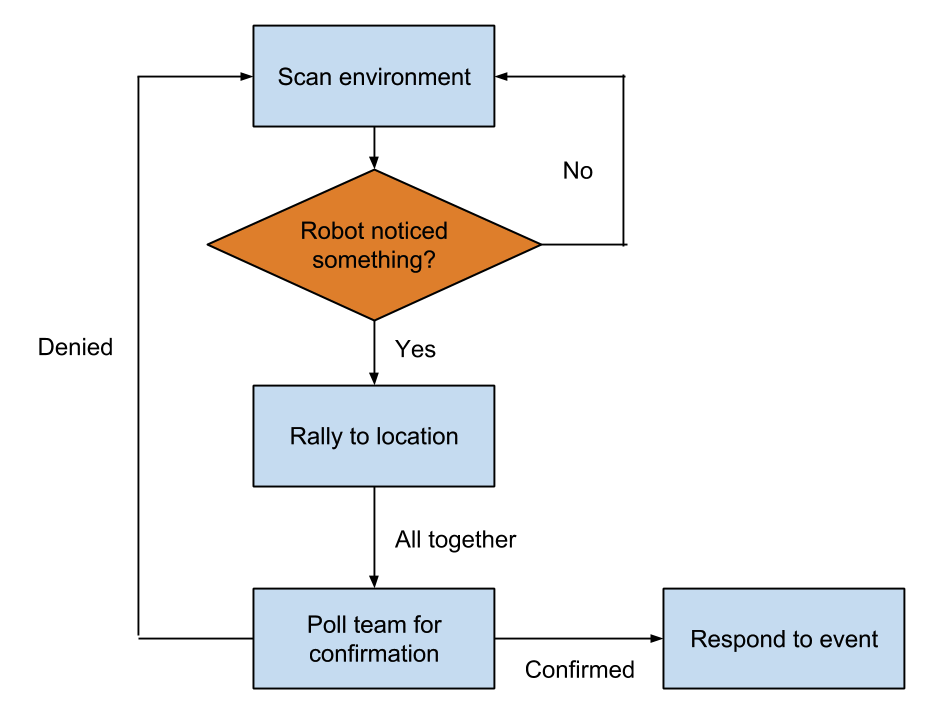 Scan environment
No
Robot noticed
something?
Denied
Yes
Rally to location
All together
Poll team for
confirmation
Confirmed
Respond to event